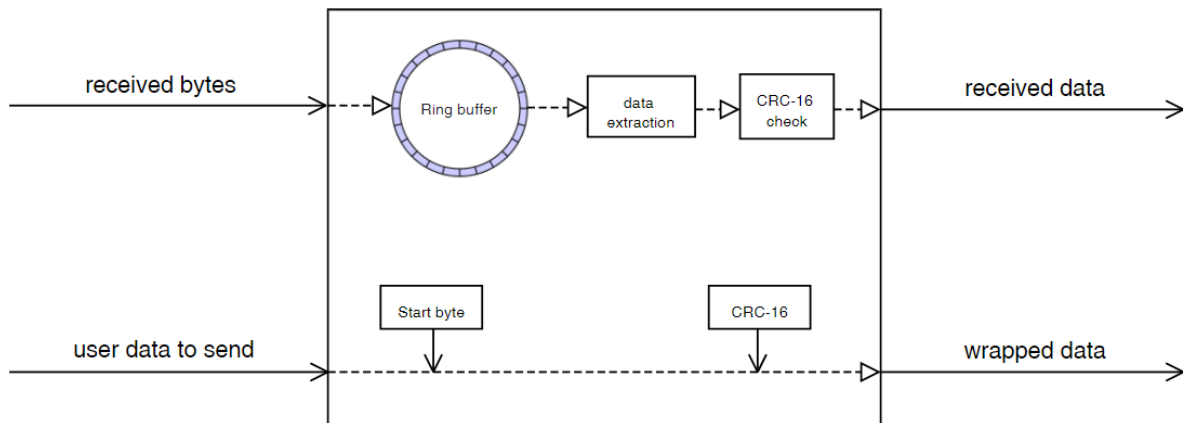 received bytes
Ring buffer
data
extraction
CRC-16
check
received data
Start byte
CRC-16
user data to send
wrapped data